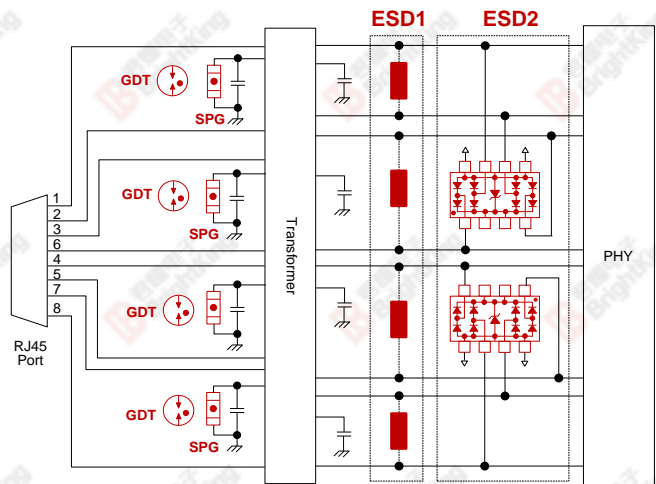 ESD1
ESD2
GDT
SPG
GDT
SPG
GDT
GDT
SPG
1
2
3
6
4
5
7
8
RJ45
Port
Transformer
PHY
BrightKing